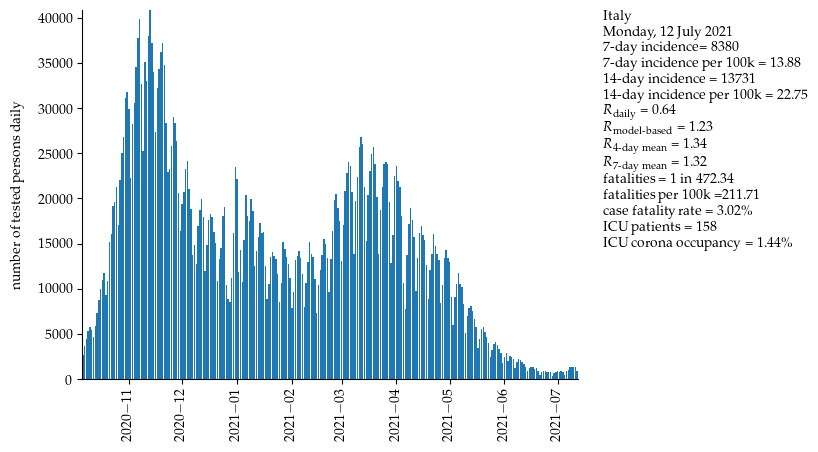 Italy
Monday, 12 July 2021
7-day incidence= 8380
7-day incidence per 100k = 13.88
14-day incidence = 13731
14-day incidence per 100k = 22.75
R_daily = 0.64
R_model-based = 1.23
R_4-day mean = 1.34
R_7-day mean = 1.32
fatalities = 1 in 472.34
fatalities per 100k =211.71
case fatality rate = 3.02%
ICU patients = 158
ICU corona occupancy = 1.44%
number of tested persons daily
40000
35000
30000
25000
20000
15000
10000
5000
0
2020−11
2020−12
2021−01
2021−02
2021−03
2021−04
2021−05
2021−06
2021−07